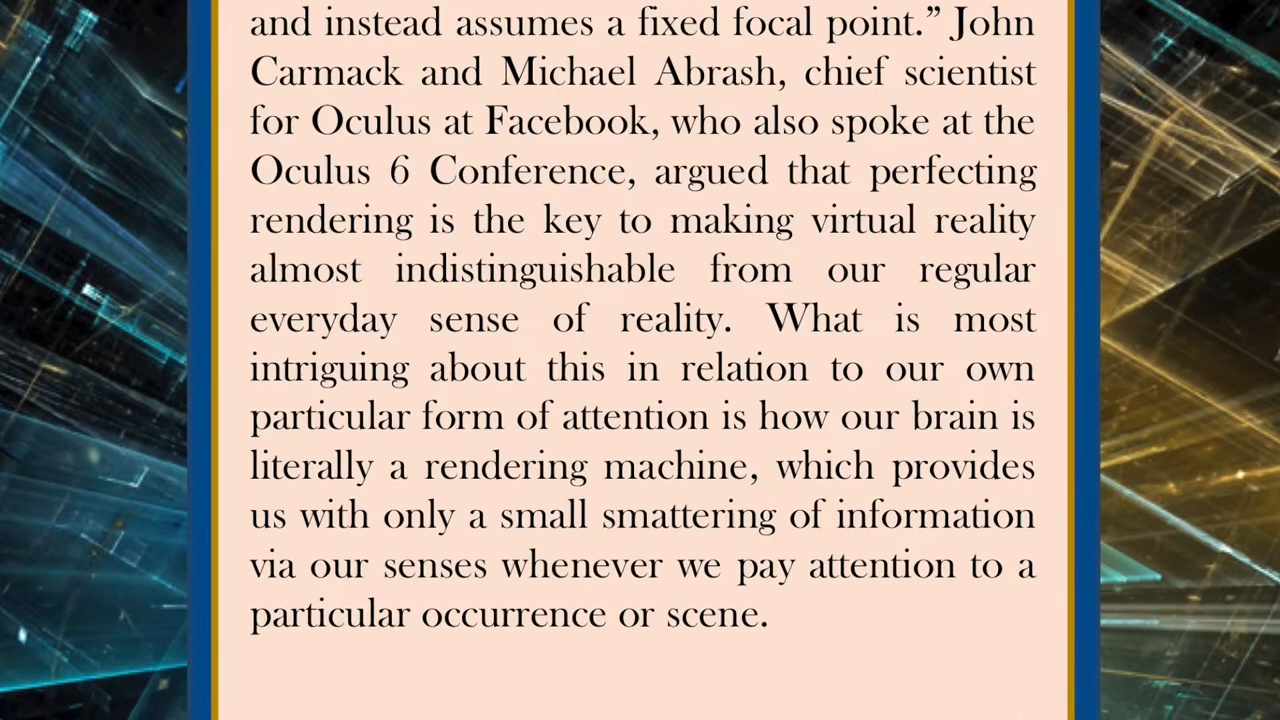 and instead assumes a fixed focal point.” John
Carmack and Michael Abrash, chief scientist
for Oculus at Facebook, who also spoke at the
Oculus 6 Conference, argued that perfecting
rendering is the key to making virtual reality
almost indistinguishable from our regular
everyday sense of reality. What is most
intriguing about this in relation to our own
particular form of attention is how our brain is
literally a rendering machine, which provides
us with only a small smattering of information
via our senses whenever we pay attention to a
particular occurrence or scene.